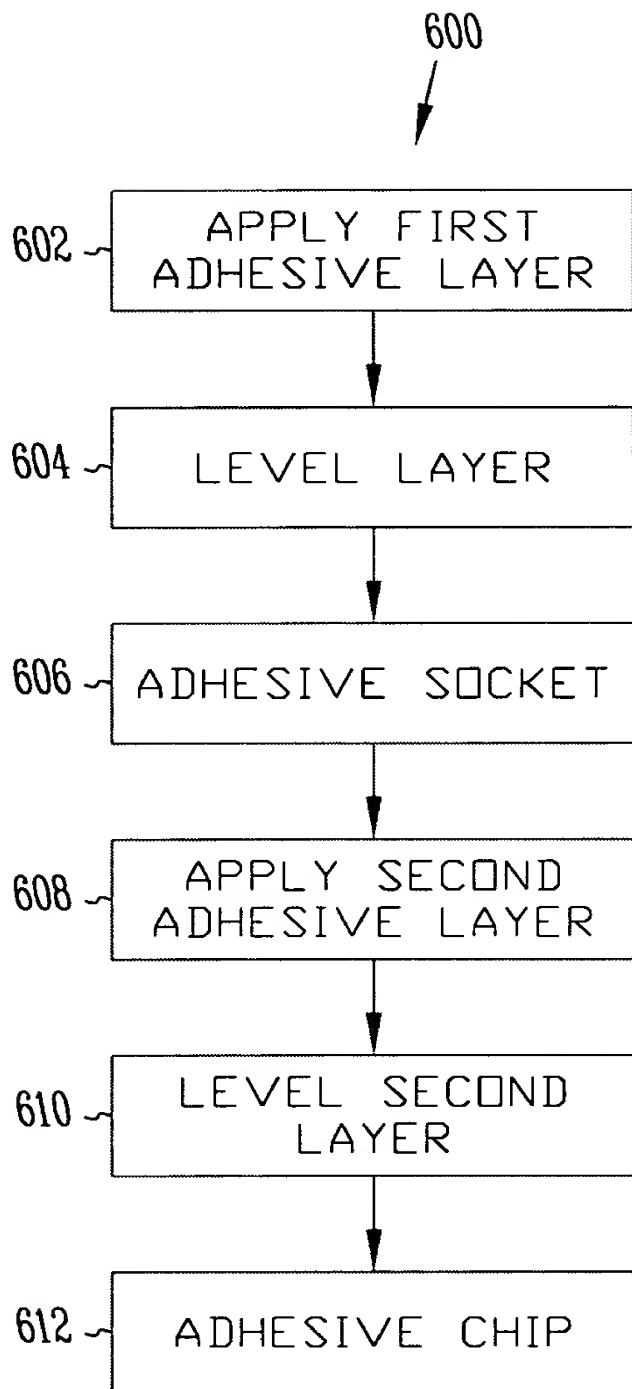 600
602
APPLY FIRST
ADHESIVE LAYER
604
LEVEL LAYER
606
ADHESIVE SOCKET
608
APPLY SECOND
ADHESIVE LAYER
610
LEVEL SECOND
LAYER
612
ADHESIVE CHIP